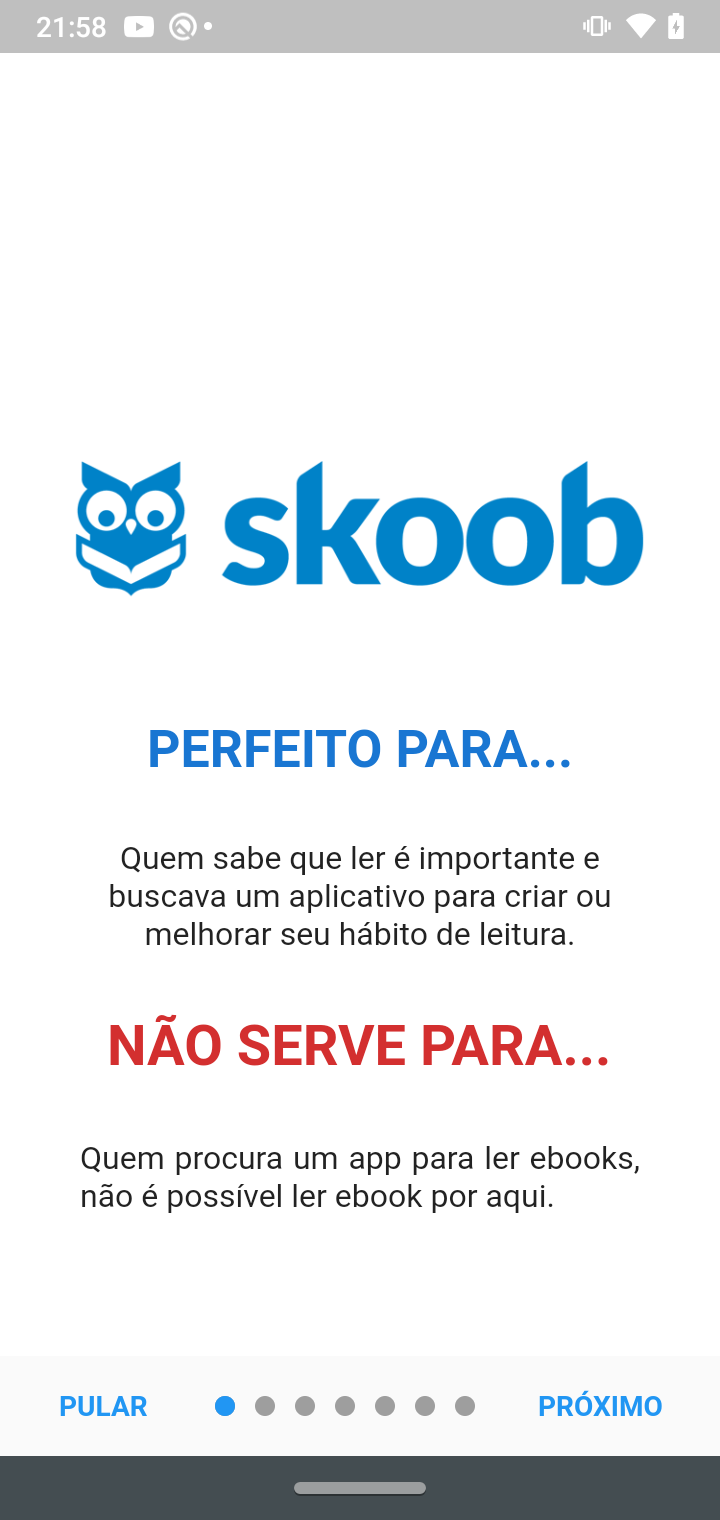 21:58
skoob
PERFEITO PARA...
Quem sabe que ler é importante e
buscava um aplicativo para criar ou
melhorar seu hábito de leitura.
NÃO SERVE PARA...
Quem procura um app para ler ebooks,
não é possível ler ebook por aqui.
PULAR
PRÓXIMO